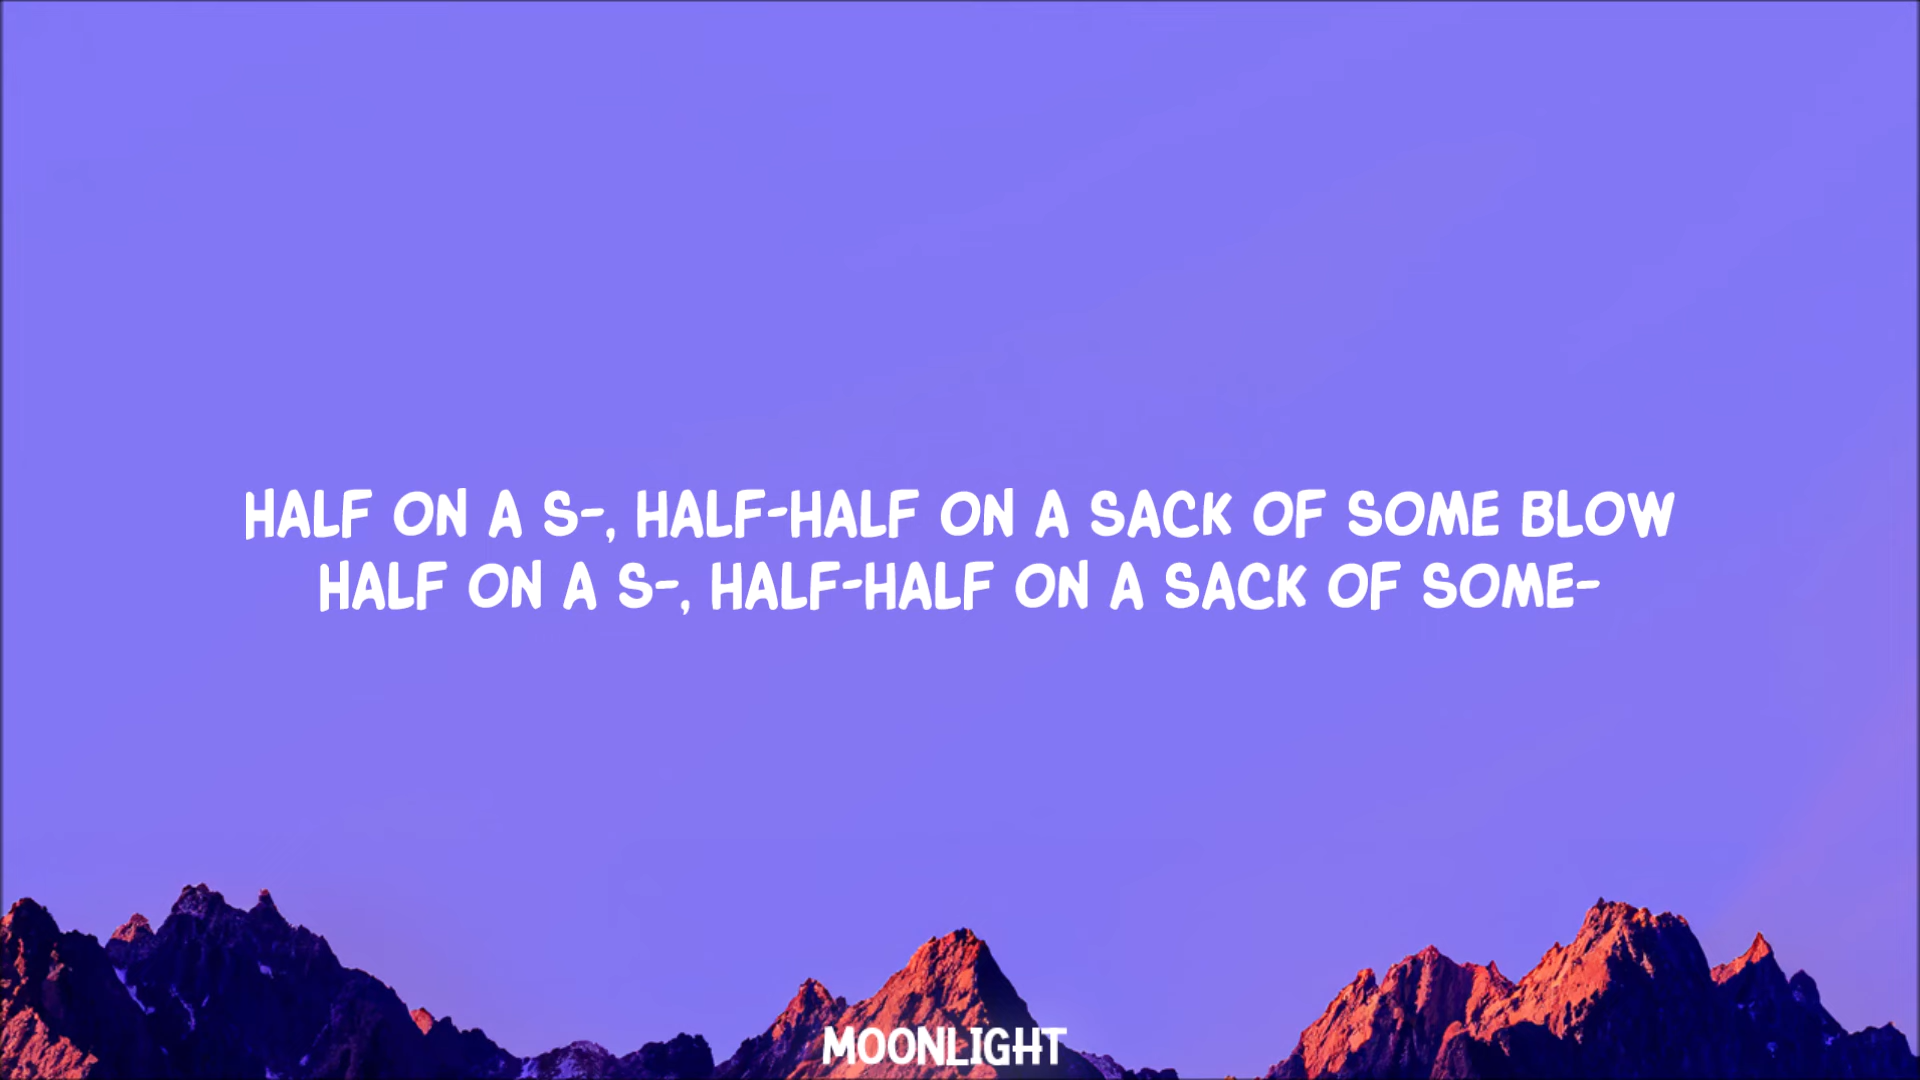 HALF ON A S-, HALF-HALF ON A SACK OF SOME BLOW
HALF ON A S-, HALF-HALF ON A SACK OF SOME-
MOONLIGHT